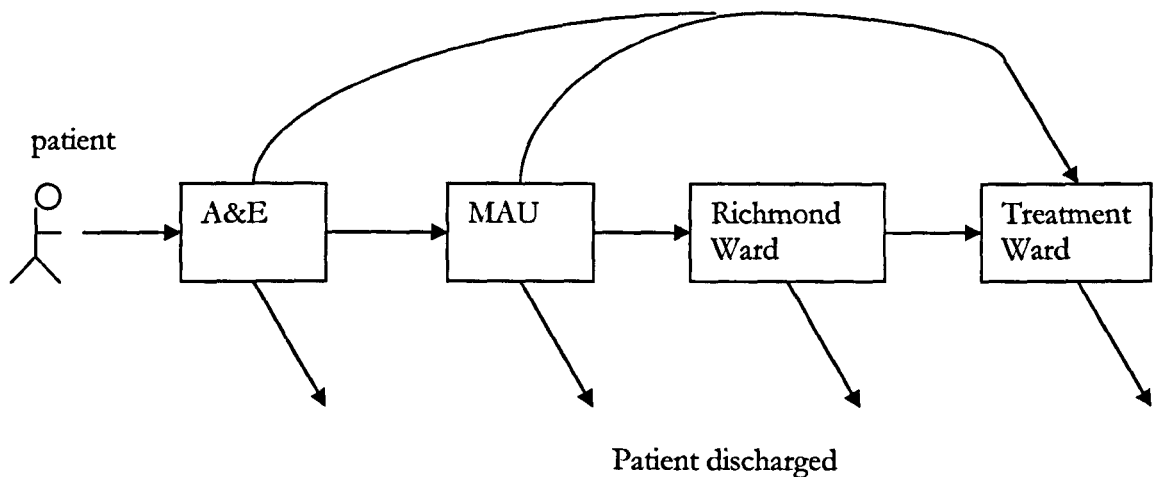 patient
A&E
MAU
Richmond
Ward
Treatment
Ward
Patient discharged